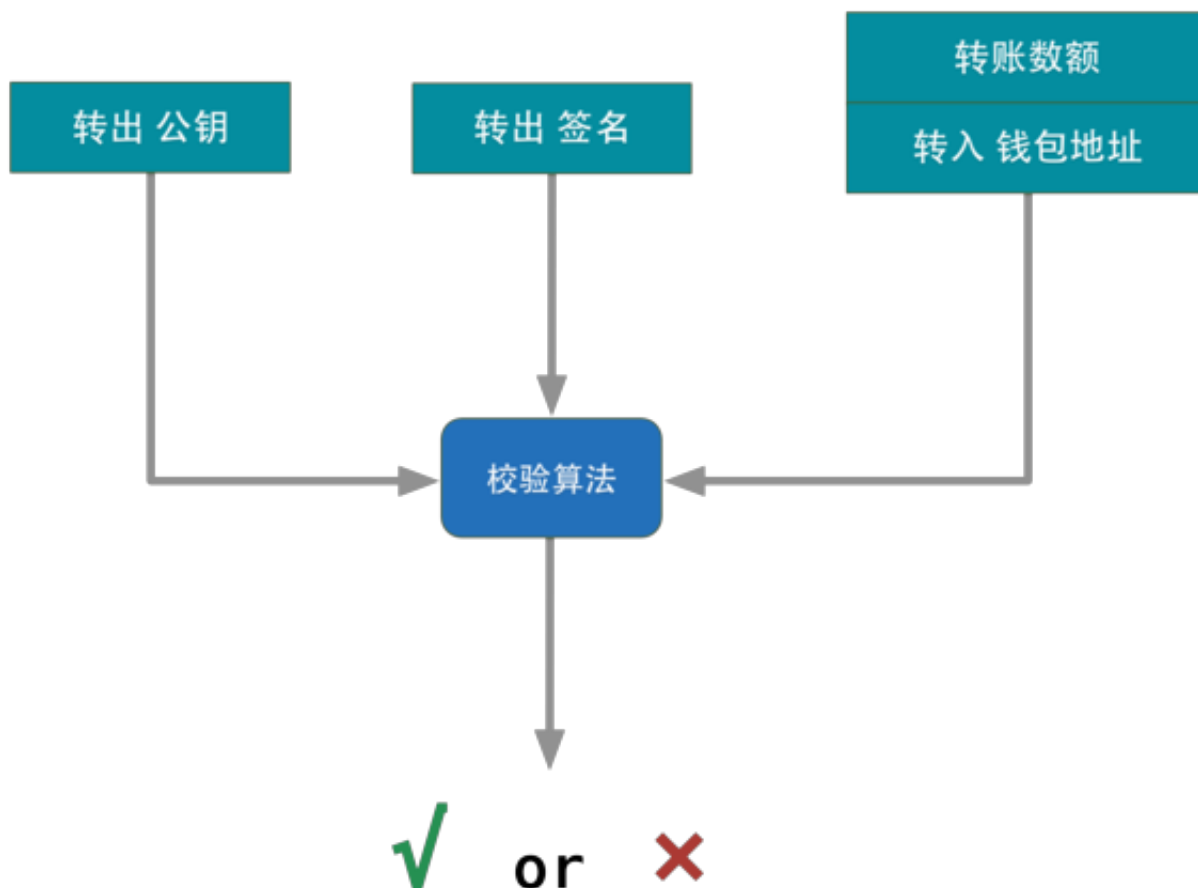 转出 公钥
转出 签名
转账数额
转入 钱包地址
校验算法
√ or ×